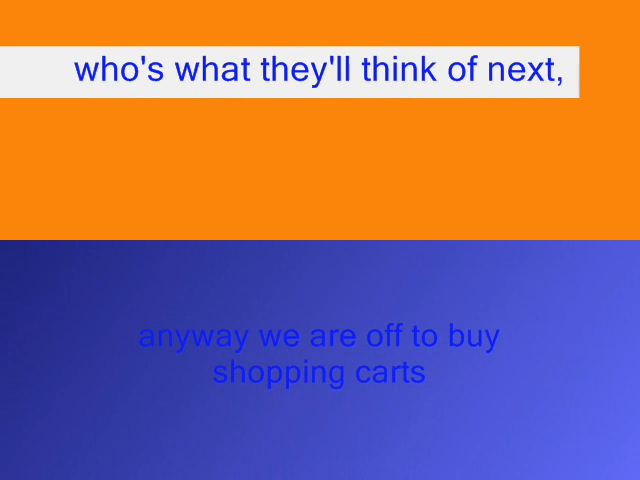 who's what they'll think of next,
anyway we are off to buy
shopping carts